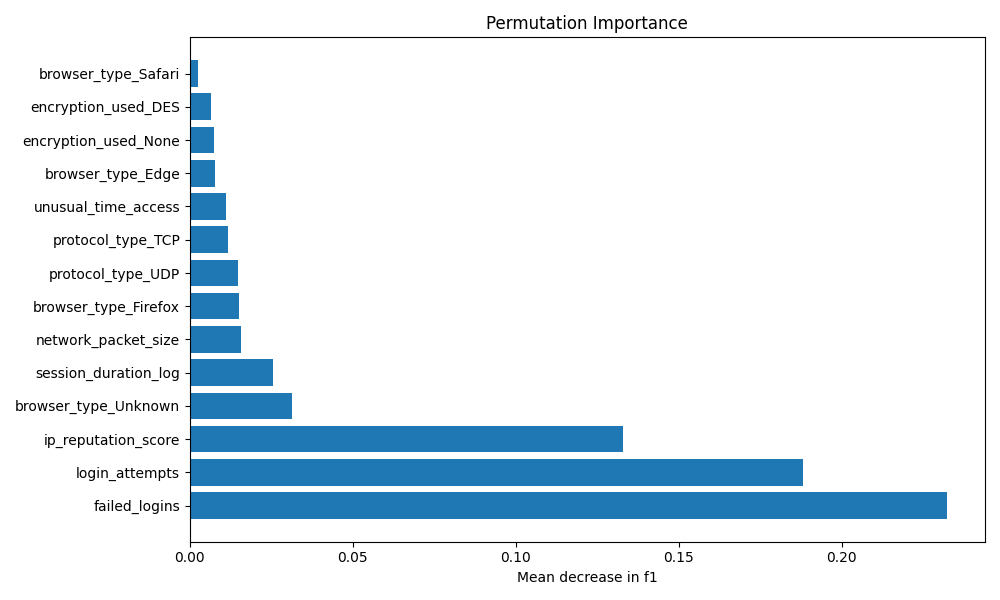 Permutation Importance
browser_type_Safari
encryption_used_DES
encryption_used_None
browser_type_Edge
unusual_time_access
protocol_type_TCP
protocol_type_UDP
browser_type_Firefox
network_packet_size
session_duration_log
browser_type_Unknown
ip_reputation_score
login_attempts
failed_logins
0.00 0.05 0.10 0.15 0.20
Mean decrease in f1